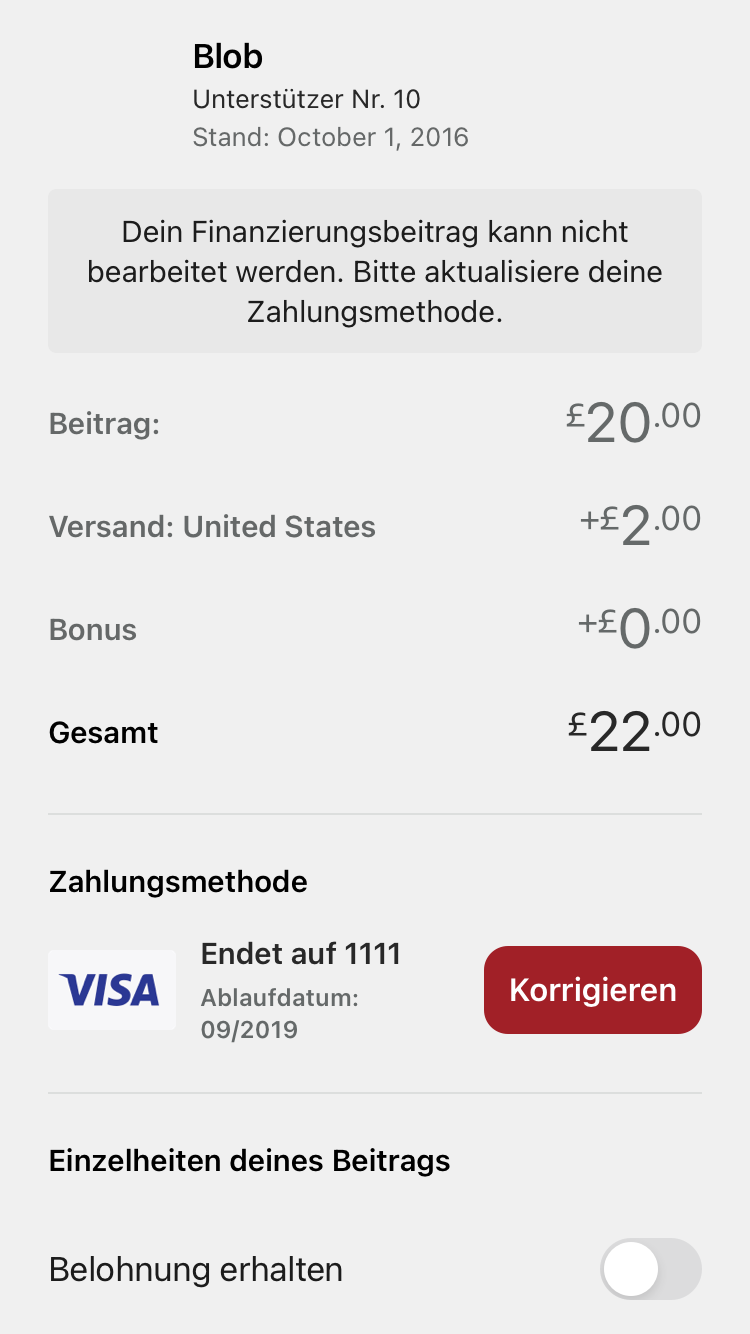 Blob
Unterstützer Nr. 10
Stand: October 1, 2016
Dein Finanzierungsbeitrag kann nicht
bearbeitet werden. Bitte aktualisiere deine
Zahlungsmethode.
Beitrag: £20.00
Versand: United States +£2.00
Bonus +£0.00
Gesamt £22.00
Zahlungsmethode
VISA
Endet auf 1111
Ablaufdatum:
09/2019
Korrigieren
Einzelheiten deines Beitrags
Belohnung erhalten